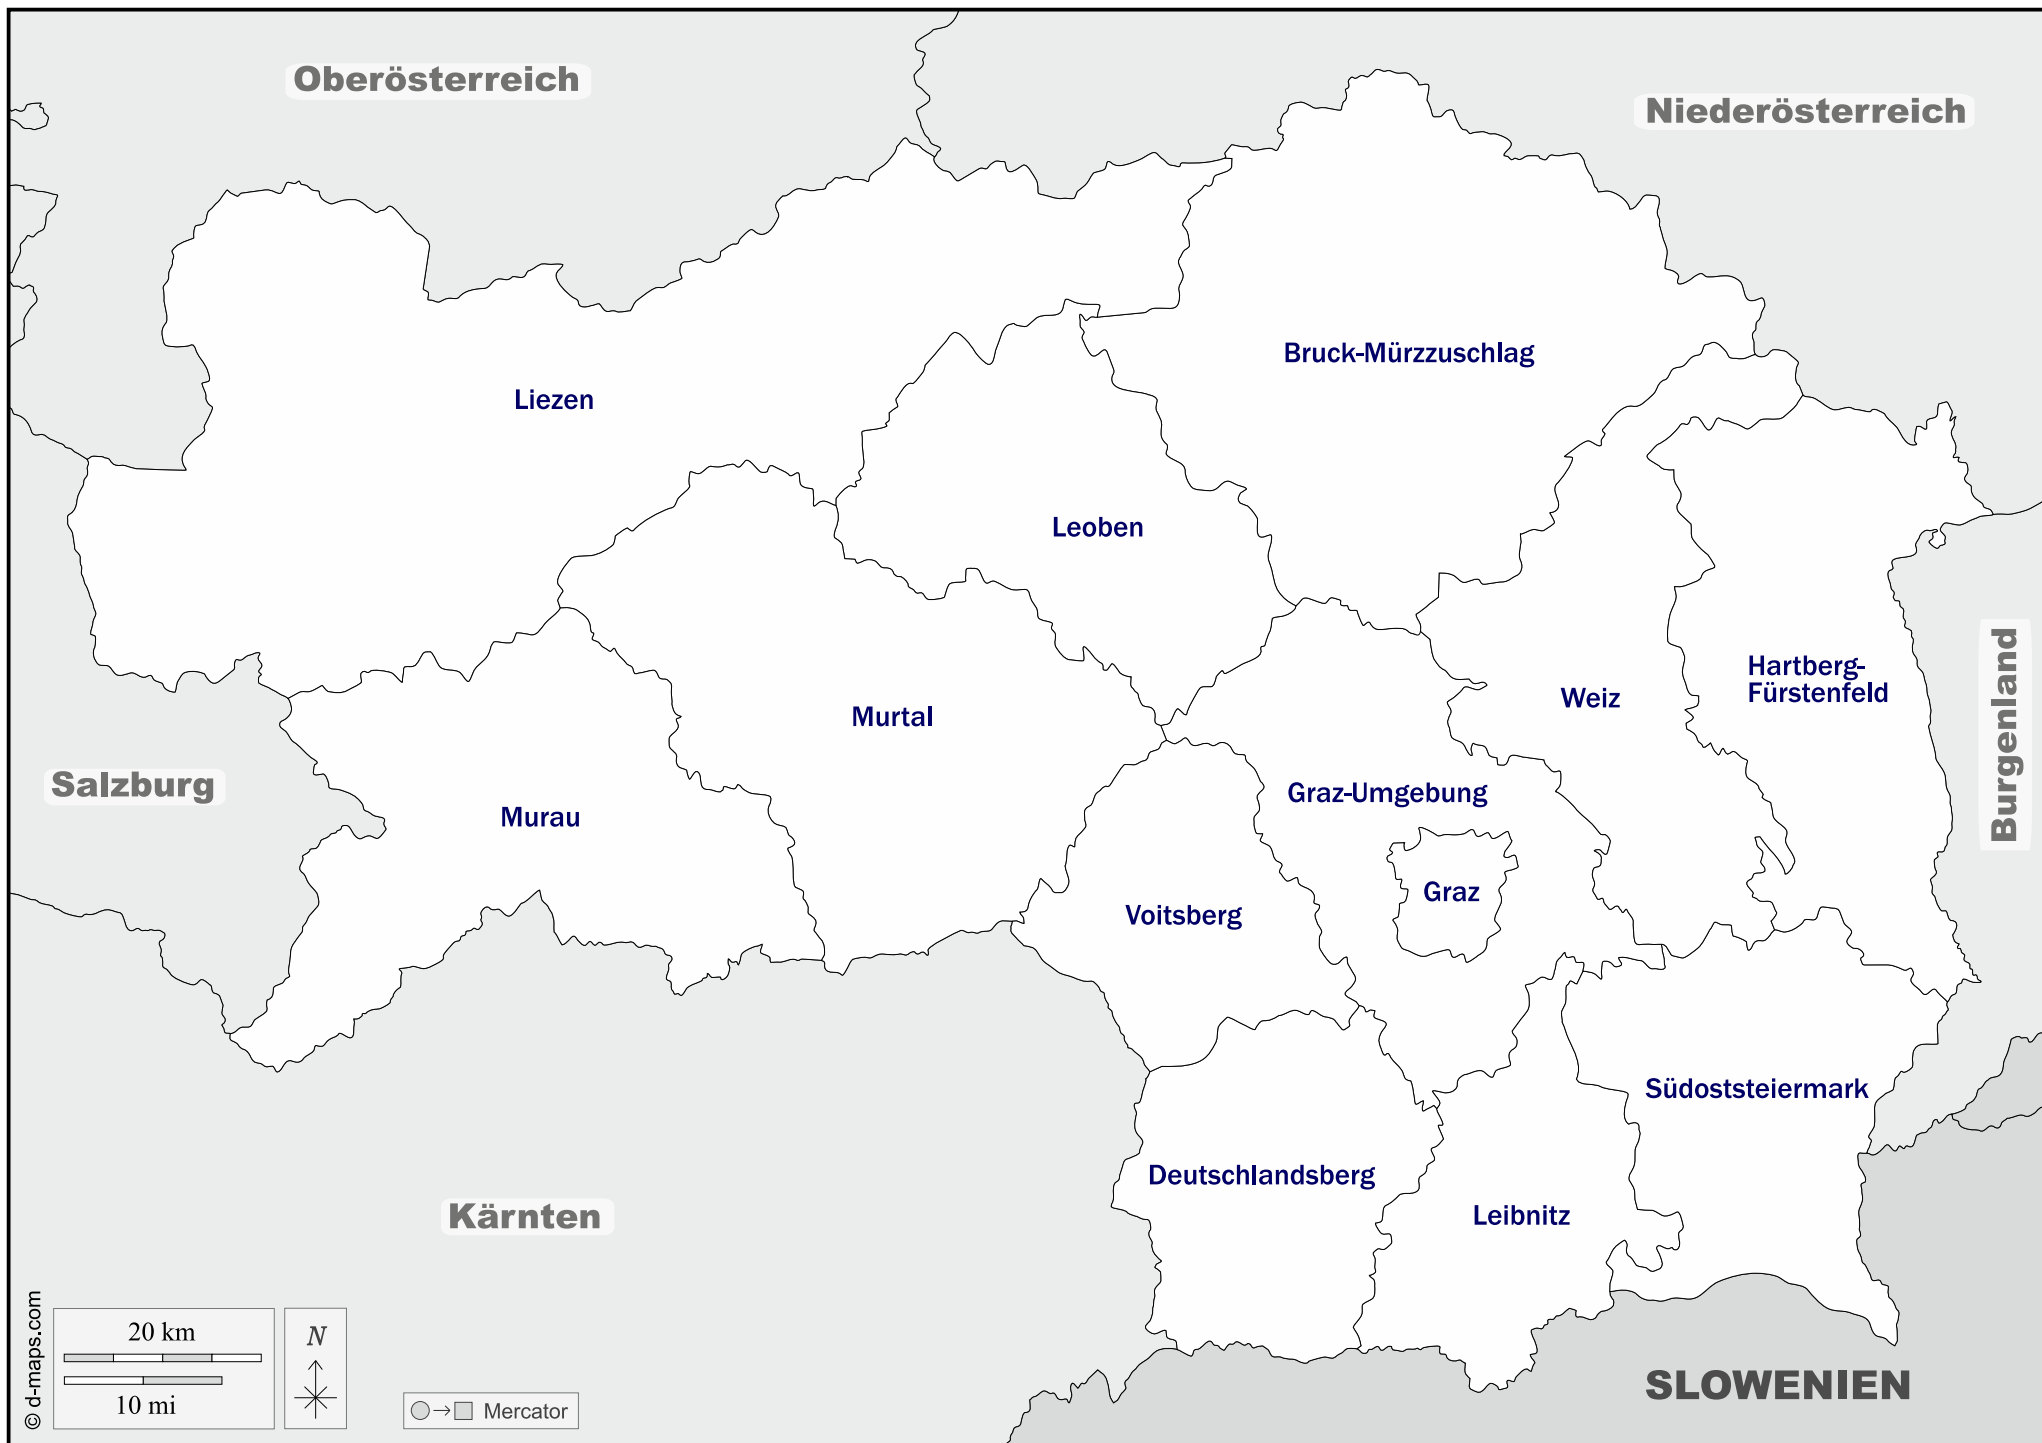 Oberösterreich
Niederösterreich
Bruck-Mürzzuschlag
Liezen
Leoben
Hartberg-
Fürstenfeld
Weiz
Burgenland
Murtal
Salzburg
Graz-Umgebung
Murau
Graz
Voitsberg
Südoststeiermark
Deutschlandsberg
Kärnten
Leibnitz
SLOWENIEN
© d-maps.com
20 km
10 mi
N
Mercator